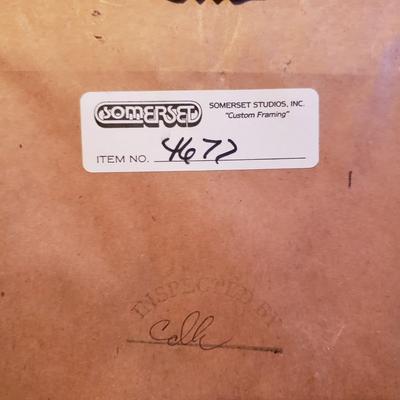 SOMERSET
SOMERSET STUDIOS, INC.
"Custom Framing"
ITEM NO. 4677
INSPECTED BY